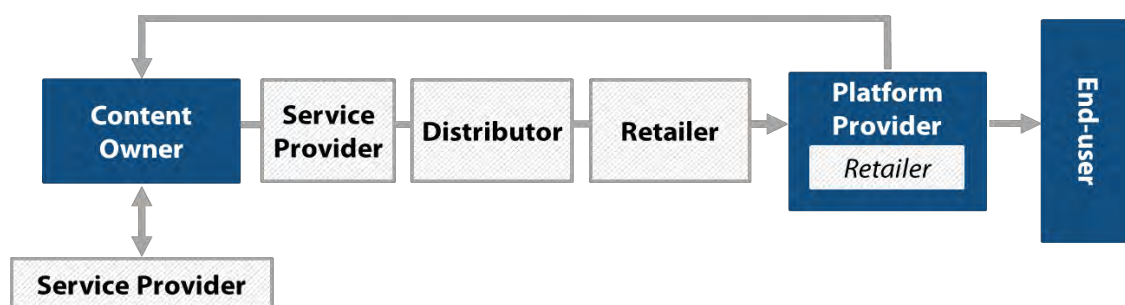 Content
Owner
Service
Provider
Distributor
Retailer
Platform
Provider
Retailer
End-user
Service Provider